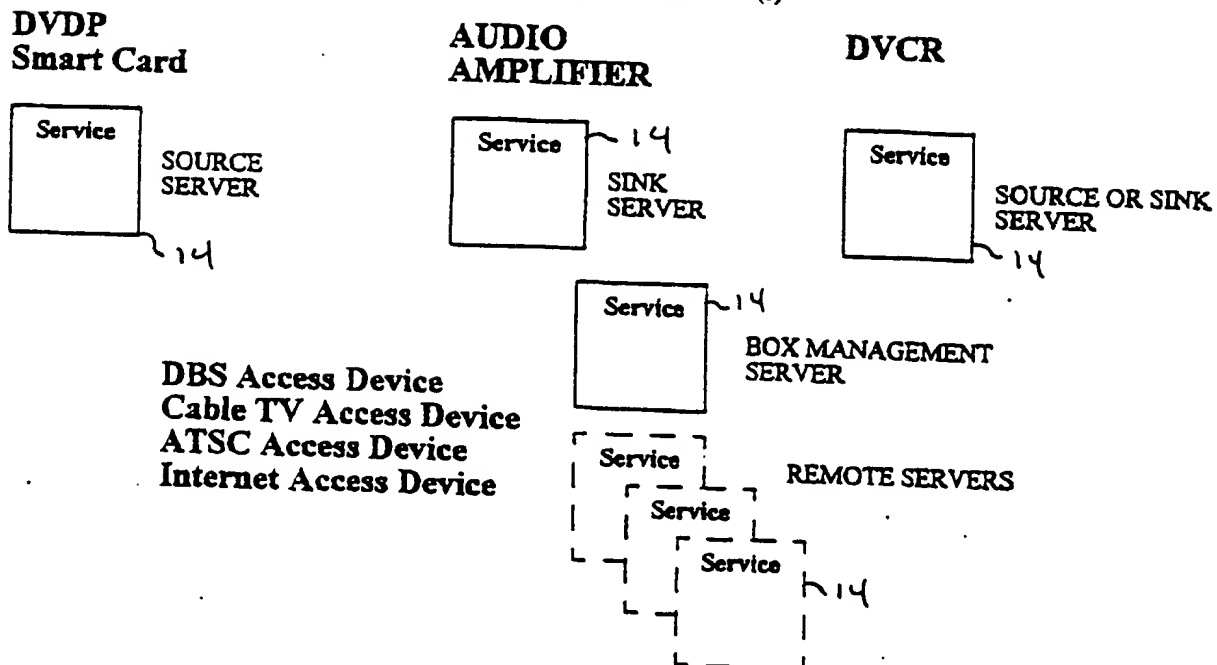 DVDP
Smart Card
AUDIO
AMPLIFIER
DVCR
Service
SOURCE
SERVER
14
Service
14
SINK
SERVER
Service
SOURCE OR SINK
SERVER
14
Service
14
BOX MANAGEMENT
SERVER
DBS Access Device
Cable TV Access Device
ATSC Access Device
Internet Access Device
Service
REMOTE SERVERS
Service
Service
14